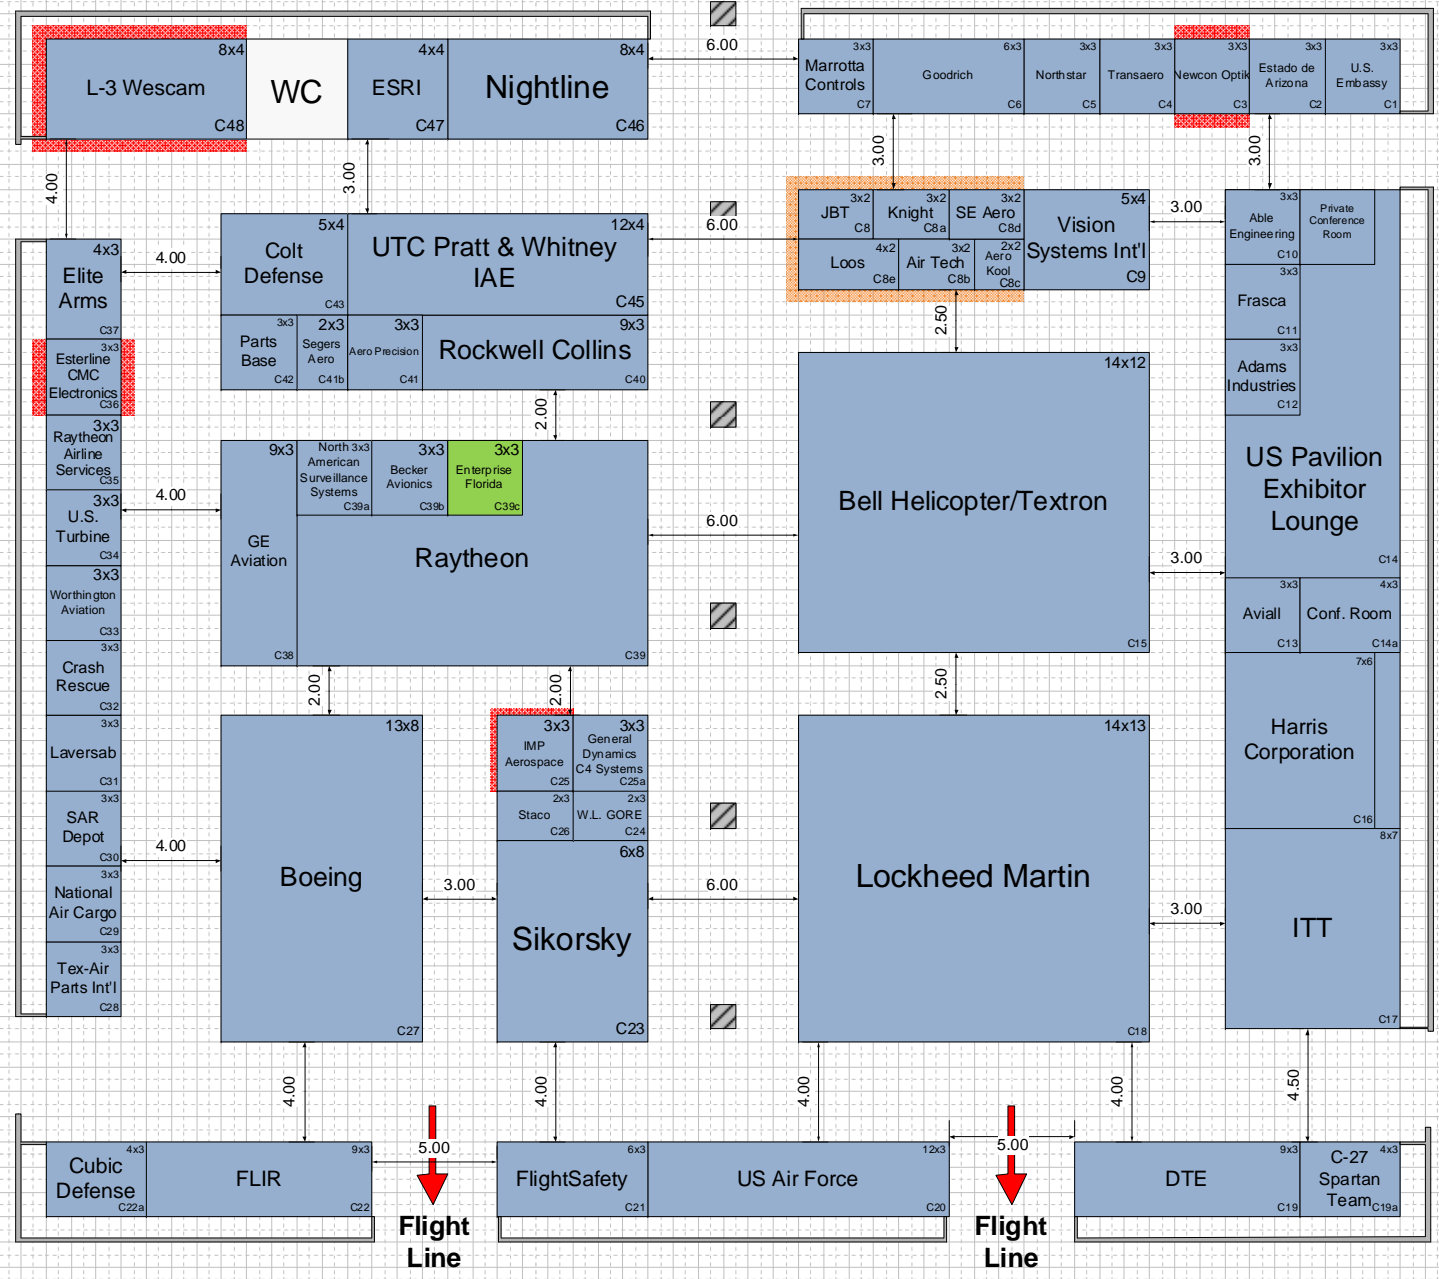 8x4
L-3 Wescam
C48
WC
4x4
ESRI
C47
8x4
Nightline
C46
6.00
3x3
Marrotta
Controls
C7
6x3
Goodrich
C6
3x3
Northstar
C5
3x3
Transaero
C4
3X3
Newcon Optik
C3
3x3
Estado de
Arizona
C2
3x3
U.S.
Embassy
C1
4.00
3.00
3.00
3.00
5x4
Colt
Defense
C43
12x4
UTC Pratt & Whitney
IAE
C45
6.00
3x2
JBT
C8
3x2
Knight
C8a
3x2
SE Aero
C8d
4x2
Loos
C8e
3x2
Air Tech
C8b
2x2
Aero
Kool
C8c
5x4
Vision
Systems Int'l
C9
3.00
3x3
Able
Engineering
C10
Private
Conference
Room
4x3
Elite
Arms
C37
4.00
3x3
Frasca
C11
3x3
Parts
Base
C42
2x3
Segers
Aero
C41b
3x3
Aero Precision
C41
9x3
Rockwell Collins
C40
2.50
3x3
Adams
Industries
C12
3x3
Esterline
CMC
Electronics
C36
2.00
14x12
Bell Helicopter/Textron
C15
US Pavilion
Exhibitor
Lounge
C14
3x3
Raytheon
Airline
Services
C35
9x3
GE
Aviation
C38
North 3x3
American
Surveillance
Systems
C39a
3x3
Becker
Avionics
C39b
3x3
Enterprise
Florida
C39c
Raytheon
C39
4.00
6.00
3.00
3x3
U.S.
Turbine
C34
3x3
Worthington
Aviation
C33
3x3
Aviall
C13
4x3
Conf. Room
C14a
3x3
Crash
Rescue
C32
2.00
2.00
2.50
7x6
Harris
Corporation
C16
3x3
Laversab
C31
13x8
Boeing
C27
3x3
IMP
Aerospace
C25
3x3
General
Dynamics
C4 Systems
C25a
14x13
Lockheed Martin
C18
3x3
SAR
Depot
C30
2x3
Staco
C26
2x3
W.L. GORE
C24
4.00
3.00
6x8
Sikorsky
C23
6.00
3.00
8x7
ITT
C17
3x3
National
Air Cargo
C29
3x3
Tex-Air
Parts Int'l
C28
4.00
4.00
4.00
4.00
4.50
4x3
Cubic
Defense
C22a
9x3
FLIR
C22
5.00
6x3
FlightSafety
C21
12x3
US Air Force
C20
5.00
9x3
DTE
C19
4x3
C-27
Spartan
Team
C19a
Flight
Line
Flight
Line